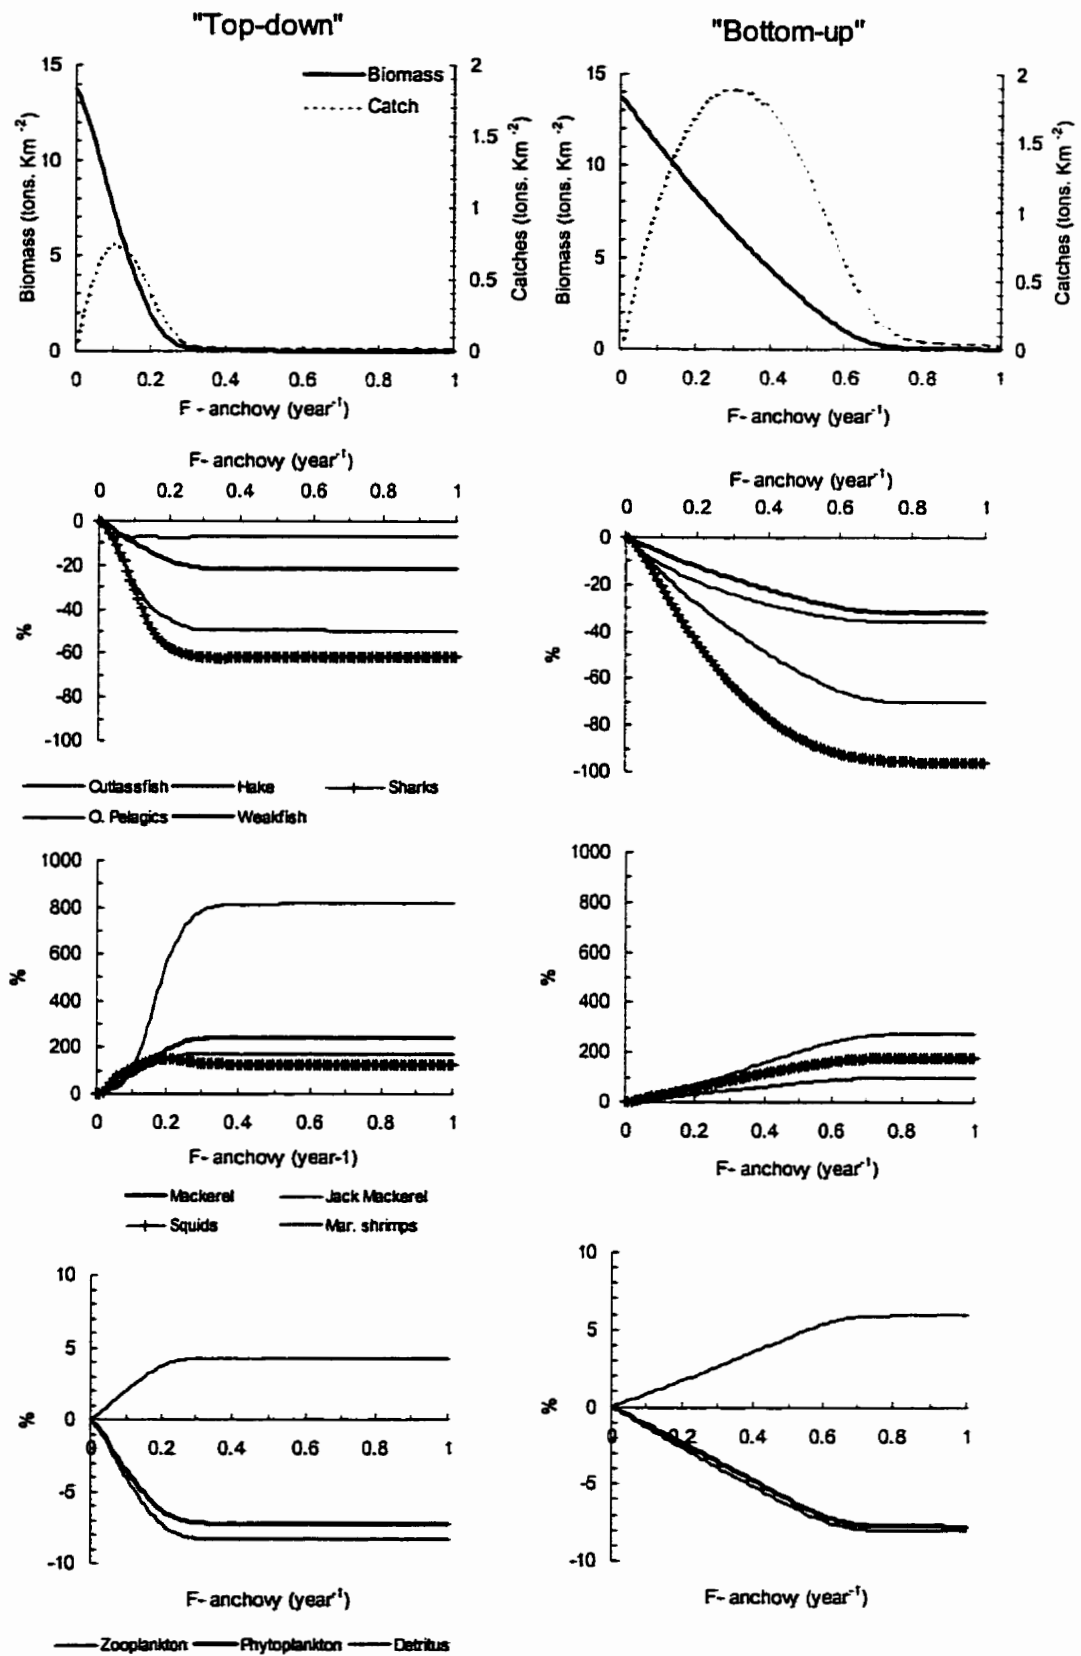 "Top-down"
"Bottom-up"
15
10
5
0
Biomass (tons. Km -2)
Biomass
Catch
2
1.5
1
0.5
0
Catches (tons. Km -2)
0 0.2 0.4 0.6 0.8 1
F - anchovy (year-1)
15
10
5
0
Biomass (tons. Km -2)
2
1.5
1
0.5
0
Catches (tons. Km -2)
0 0.2 0.4 0.6 0.8 1
F- anchovy (year-1)
F- anchovy (year-1)
0 0.2 0.4 0.6 0.8 1
0
-20
-40
-60
-80
-100
%
Cutlassfish Hake Sharks
O. Pelagics Weakfish
F- anchovy (year-1)
0 0.2 0.4 0.6 0.8 1
0
-20
-40
-60
-80
-100
%
1000
800
600
400
200
0
%
0 0.2 0.4 0.6 0.8 1
F- anchovy (year-1)
Mackerel Jack Mackerel
Squids Mar. shrimps
1000
800
600
400
200
0
%
0 0.2 0.4 0.6 0.8 1
F- anchovy (year-1)
10
5
0
-5
-10
%
0 0.2 0.4 0.6 0.8 1
F- anchovy (year-1)
Zooplankton Phytoplankton Detritus
10
5
0
-5
-10
%
0 0.2 0.4 0.6 0.8 1
F- anchovy (year-1)